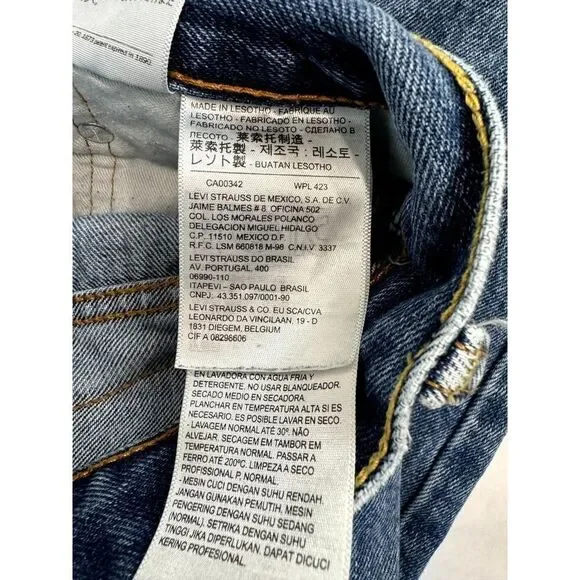 MADE IN LESOTHO - FABRIQUE AU
LESOTHO - FABRICADO EN LESOTHO -
FABRICADO NO LESOTO - СДЕЛАНО В
ЛЕСОТО - 萊索托制造 -
萊索托製 - 제조국 : 레소토 -
レソト製 - BUATAN LESOTHO
CA00342 WPL 423
LEVI STRAUSS DE MEXICO, S.A. DE C.V.
JAIME BALMES # 8, OFICINA 502
COL. LOS MORALES POLANCO
DELEGACION MIGUEL HIDALGO
C.P. 11510 MEXICO D.F.
R.F.C. LSM 660818 M-98 C.N.I.V. 3337
LEVI STRAUSS DO BRASIL
AV. PORTUGAL, 400
06990-110
ITAPEVI – SAO PAULO BRASIL
CNPJ. 43.351.097/0001-90
LEVI STRAUSS & CO. EU SCA/CVA
LEONARDO DA VINCILAAN, 19 - D
1831 DIEGEM, BELGIUM
CIF A 08298606
EN LAVADORA CON AGUA FRIA Y
DETERGENTE. NO USAR BLANQUEADOR.
SECADO MEDIO EN SECADORA.
PLANCHAR EN TEMPERATURA ALTA SI ES
NECESARIO. ES POSIBLE LAVAR EN SECO.
- LAVAGEM NORMAL ATÉ 30º. NÃO
ALVEJAR. SECAGEM EM TAMBOR EM
TEMPERATURA NORMAL. PASSAR A
FERRO ATÉ 200ºC. LIMPEZA A SECO
PROFISSIONAL P, NORMAL.
- MESIN CUCI DENGAN SUHU RENDAH.
JANGAN GUNAKAN PEMUTIH. MESIN
PENGERING DENGAN SUHU SEDANG
(NORMAL). SETRIKA DENGAN SUHU
TINGGI JIKA DIPERLUKAN. DAPAT DICUCI
KERING PROFESIONAL.